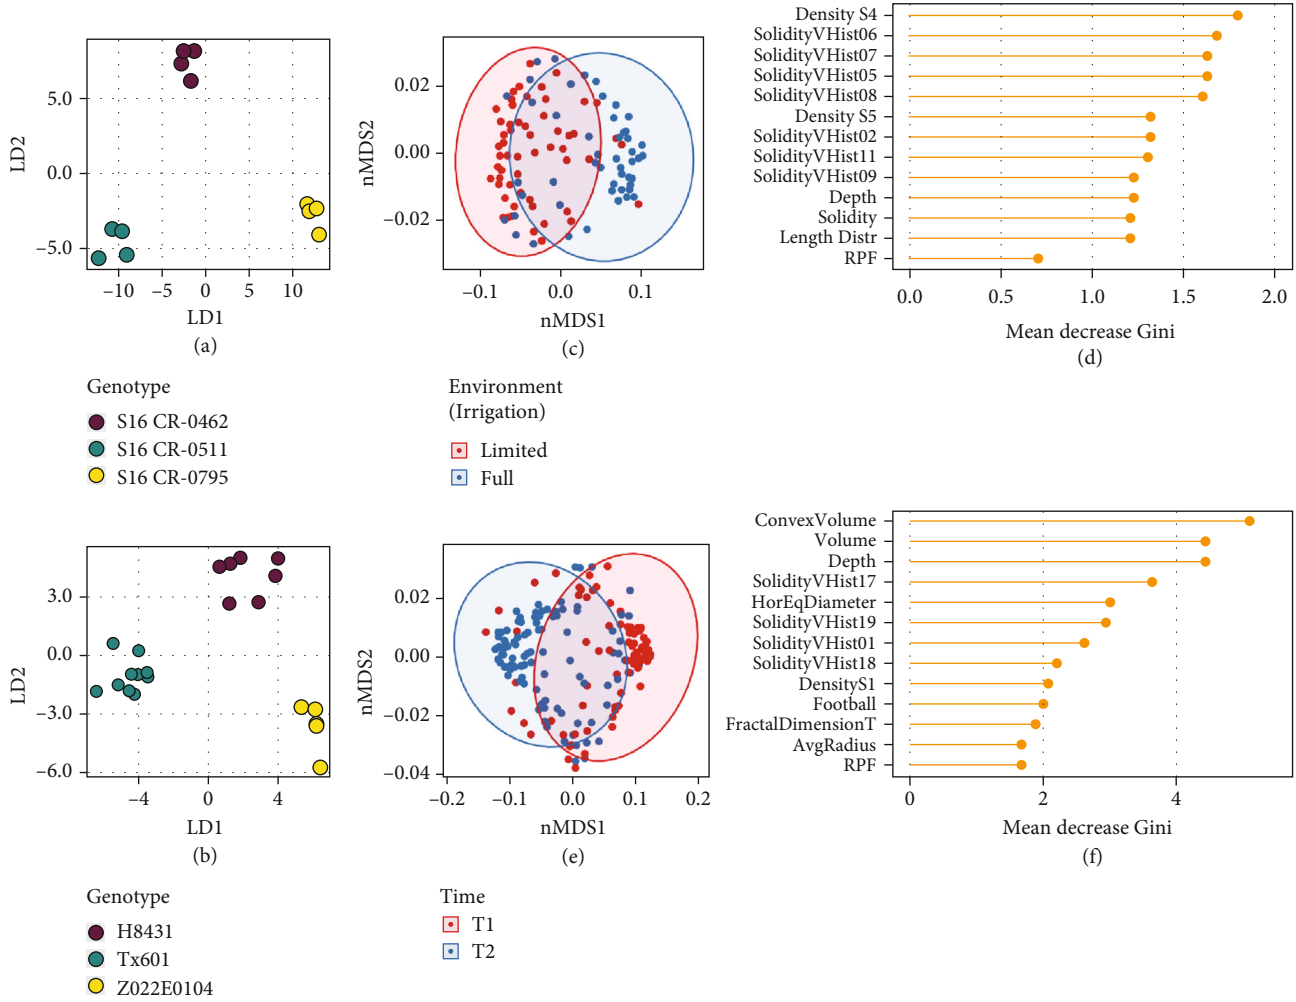 5.0
0.0
−5.0
LD2
−10
−5
0
5
10
LD1
(a)
Genotype
S16 CR-0462
S16 CR-0511
S16 CR-0795
0.02
0.00
−0.02
nMDS2
−0.1
0.0
0.1
nMDS1
(c)
Environment
(Irrigation)
Limited
Full
Density S4
SolidityVHist06
SolidityVHist07
SolidityVHist05
SolidityVHist08
Density S5
SolidityVHist02
SolidityVHist11
SolidityVHist09
Depth
Solidity
Length Distr
RPF
0.0
0.5
1.0
1.5
2.0
Mean decrease Gini
(d)
3.0
0.0
−3.0
−6.0
LD2
−4
0
4
LD1
(b)
Genotype
H8431
Tx601
Z022E0104
0.02
0.00
−0.02
−0.04
nMDS2
−0.2
−0.1
0.0
0.1
0.2
nMDS1
(e)
Time
T1
T2
ConvexVolume
Volume
Depth
SolidityVHist17
HorEqDiameter
SolidityVHist19
SolidityVHist01
SolidityVHist18
DensityS1
Football
FractalDimensionT
AvgRadius
RPF
0
2
4
Mean decrease Gini
(f)